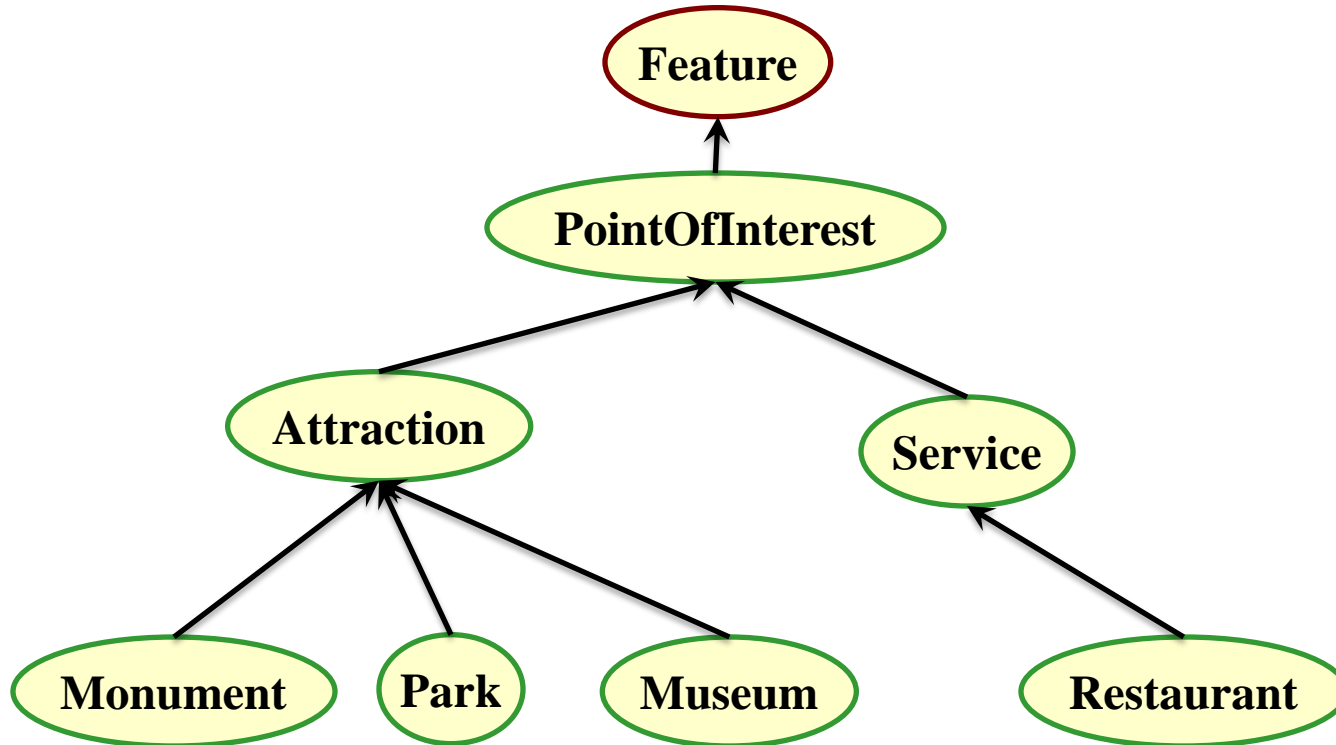 Feature
PointOfInterest
Attraction
Service
Monument
Park
Museum
Restaurant